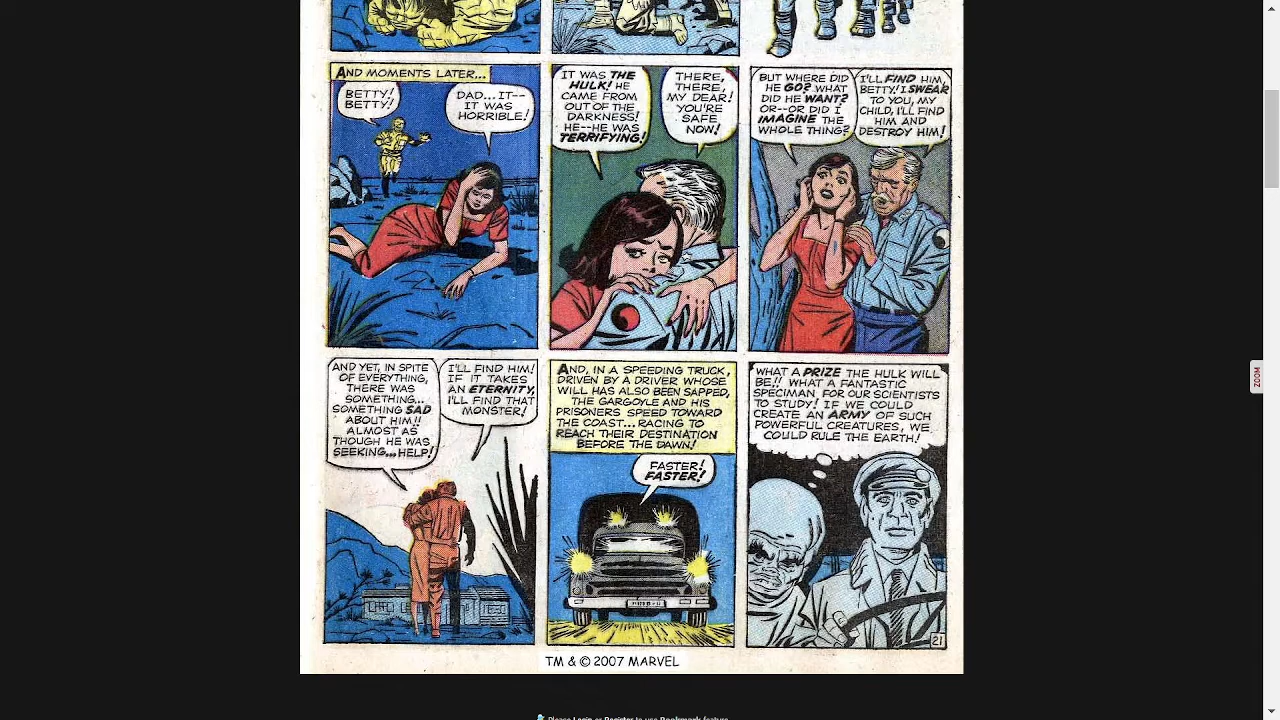 AND MOMENTS LATER...
BETTY!
BETTY!
DAD...IT--
IT WAS
HORRIBLE!
IT WAS THE
HULK! HE
CAME FROM
OUT OF THE
DARKNESS!
HE--HE WAS
TERRIFYING!
THERE,
THERE,
MY DEAR!
YOU'RE
SAFE
NOW!
BUT WHERE DID
HE GO? WHAT
DID HE WANT?
OR--OR DID I
IMAGINE THE
WHOLE THING?
I'LL FIND HIM,
BETTY! I SWEAR
TO YOU, MY
CHILD, I'LL FIND
HIM AND
DESTROY HIM!
AND YET, IN SPITE
OF EVERYTHING,
THERE WAS
SOMETHING...
SOMETHING SAD
ABOUT HIM!!
ALMOST AS
THOUGH HE WAS
SEEKING...HELP!
I'LL FIND HIM!
IF IT TAKES
AN ETERNITY,
I'LL FIND THAT
MONSTER!
AND, IN A SPEEDING TRUCK,
DRIVEN BY A DRIVER WHOSE
WILL HAS ALSO BEEN SAPPED,
THE GARGOYLE AND HIS
PRISONERS SPEED TOWARD
THE COAST...RACING TO
REACH THEIR DESTINATION
BEFORE THE DAWN!
FASTER!
FASTER!
WHAT A PRIZE THE HULK WILL
BE!! WHAT A FANTASTIC
SPECIMAN FOR OUR SCIENTISTS
TO STUDY! IF WE COULD
CREATE AN ARMY OF SUCH
POWERFUL CREATURES, WE
COULD RULE THE EARTH!
21
TM & © 2007 MARVEL
ZOOM
Please Login or Register to use Bookmark feature